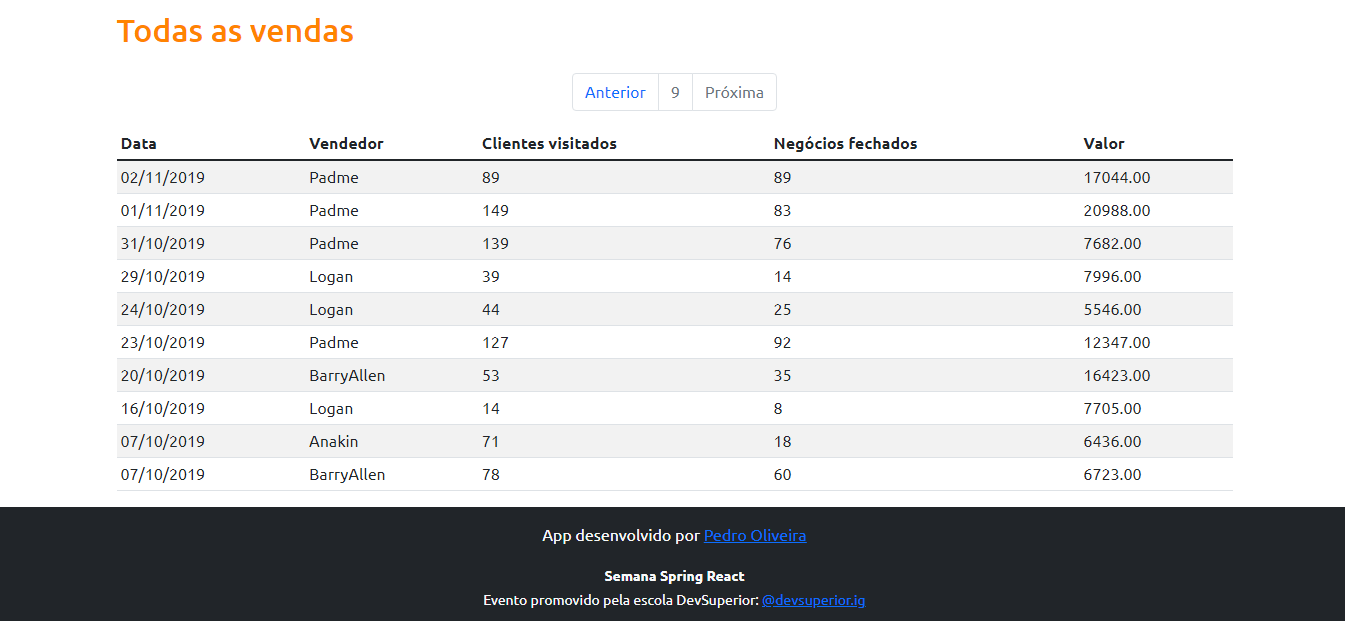 Todas as vendas
Anterior 9 Próxima
Data Vendedor Clientes visitados Negócios fechados Valor
02/11/2019 Padme 89 89 17044.00
01/11/2019 Padme 149 83 20988.00
31/10/2019 Padme 139 76 7682.00
29/10/2019 Logan 39 14 7996.00
24/10/2019 Logan 44 25 5546.00
23/10/2019 Padme 127 92 12347.00
20/10/2019 BarryAllen 53 35 16423.00
16/10/2019 Logan 14 8 7705.00
07/10/2019 Anakin 71 18 6436.00
07/10/2019 BarryAllen 78 60 6723.00
App desenvolvido por Pedro Oliveira
Semana Spring React
Evento promovido pela escola DevSuperior: @devsuperior.ig